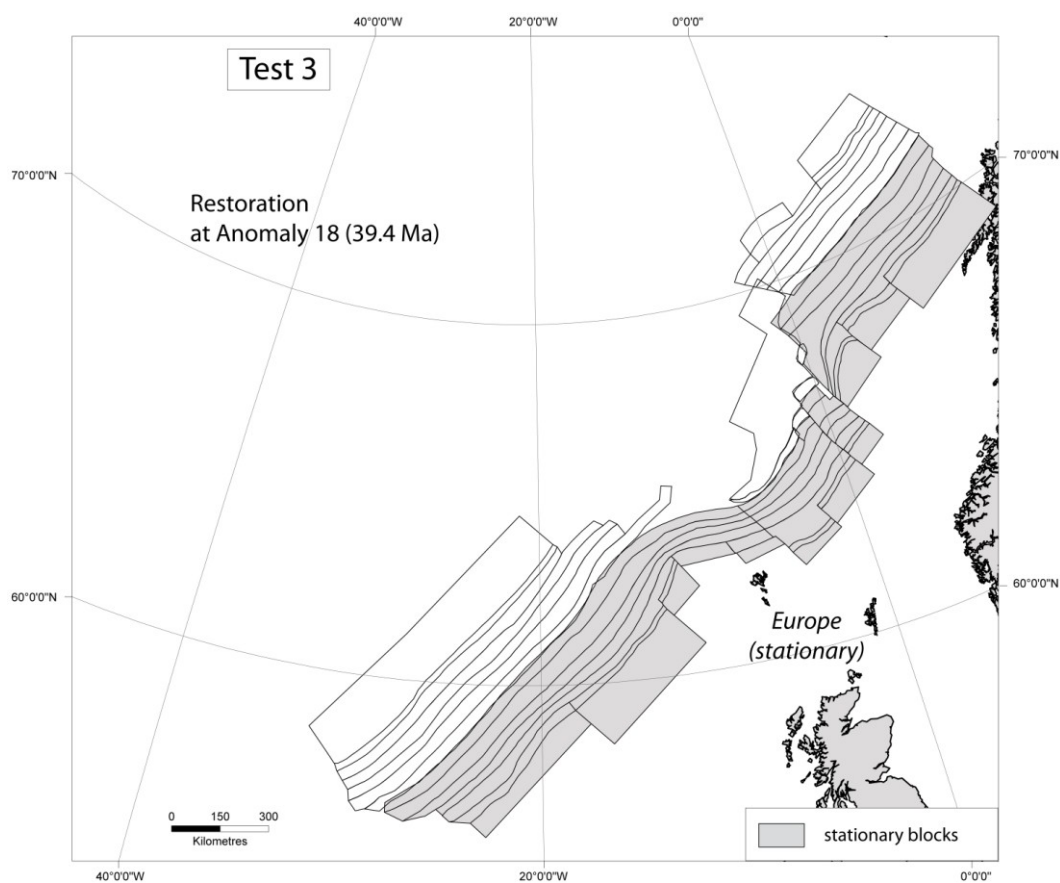 40°0'0"W 20°0'0"W 0°0'0"
Test 3
70°0'0"N 70°0'0"N
Restoration
at Anomaly 18 (39.4 Ma)
60°0'0"N 60°0'0"N
Europe
(stationary)
0 150 300
Kilometres
stationary blocks
40°0'0"W 20°0'0"W 0°0'0"